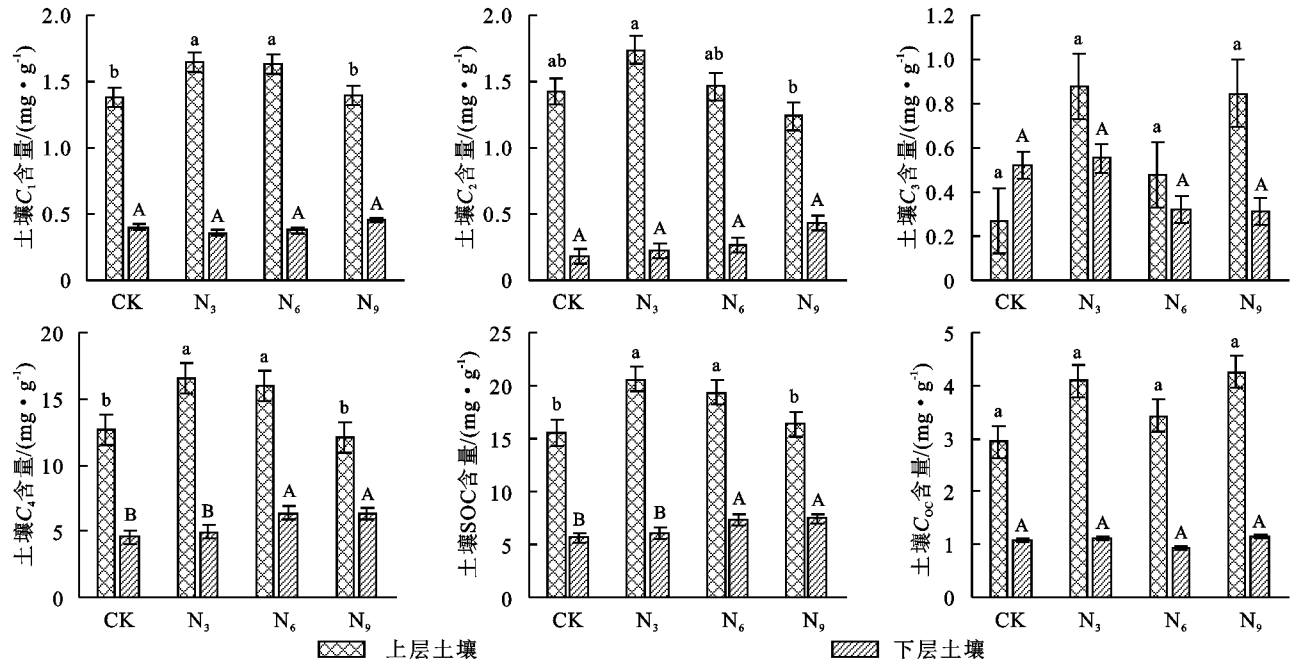 土壤C₁含量/(mg·g⁻¹)
2.0
1.5
1.0
0.5
0
b
A
a
A
a
A
b
A
CK
N₃
N₆
N₉
土壤C₂含量/(mg·g⁻¹)
2.0
1.5
1.0
0.5
0
ab
A
a
A
ab
A
b
A
CK
N₃
N₆
N₉
土壤C₃含量/(mg·g⁻¹)
1.2
1.0
0.8
0.6
0.4
0.2
0
a
A
a
A
a
A
a
A
CK
N₃
N₆
N₉
土壤C₄含量/(mg·g⁻¹)
20
15
10
5
0
b
B
a
B
a
A
b
A
CK
N₃
N₆
N₉
土壤SOC含量/(mg·g⁻¹)
25
20
15
10
5
0
b
B
a
B
a
A
b
A
CK
N₃
N₆
N₉
土壤C_OC含量/(mg·g⁻¹)
5
4
3
2
1
0
a
A
a
A
a
A
a
A
CK
N₃
N₆
N₉
上层土壤
下层土壤